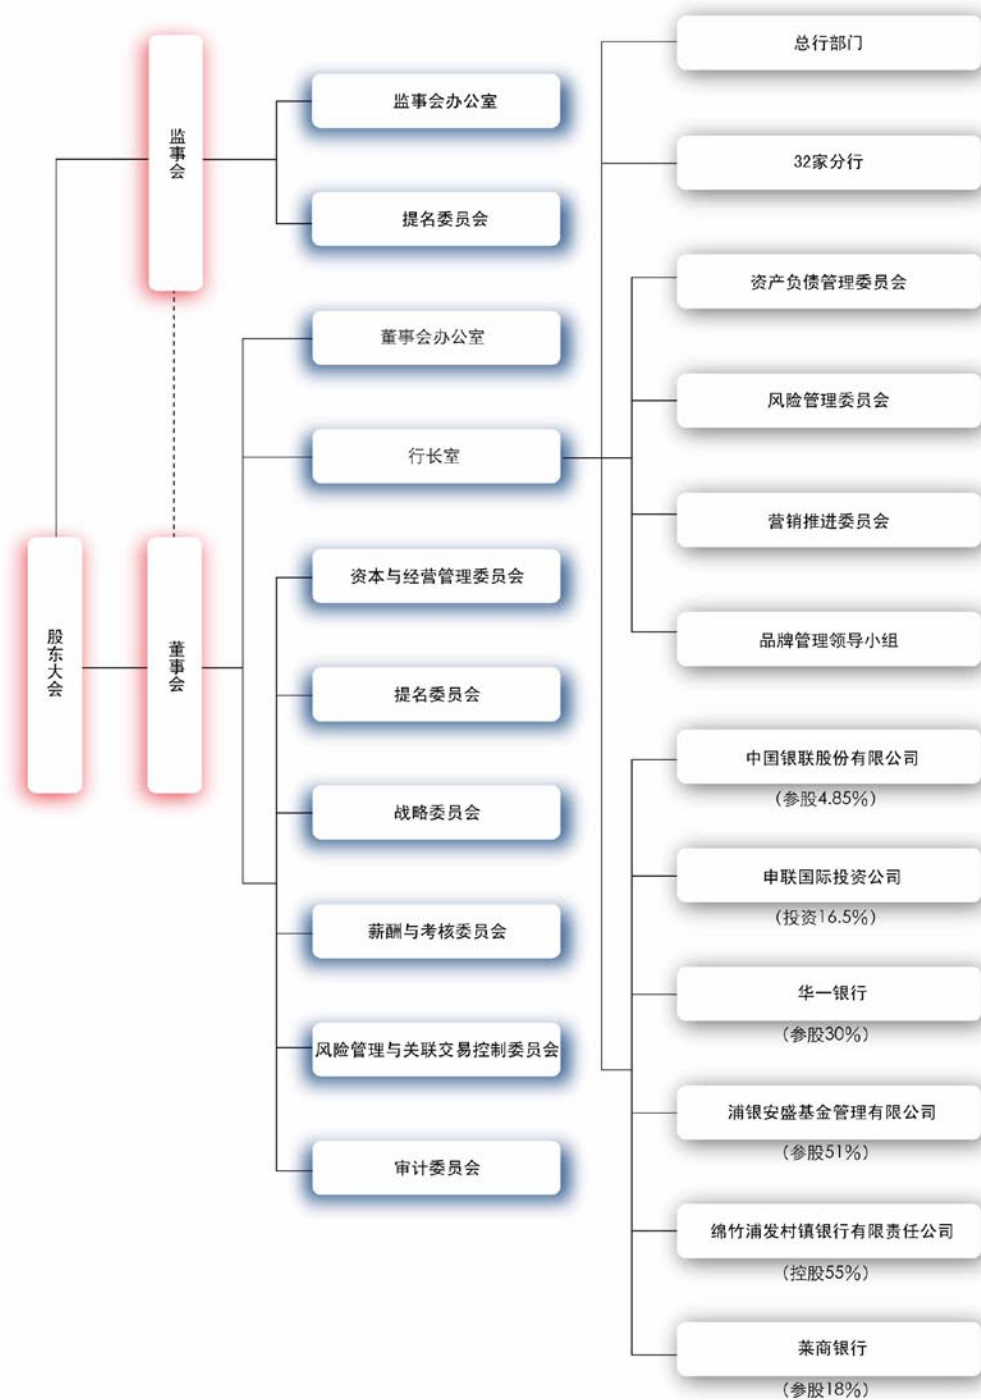 股东大会
监事会
董事会
监事会办公室
提名委员会
董事会办公室
行长室
资本与经营管理委员会
提名委员会
战略委员会
薪酬与考核委员会
风险管理与关联交易控制委员会
审计委员会
总行部门
32家分行
资产负债管理委员会
风险管理委员会
营销推进委员会
品牌管理领导小组
中国银联股份有限公司
（参股4.85%）
申联国际投资公司
（投资16.5%）
华一银行
（参股30%）
浦银安盛基金管理有限公司
（参股51%）
绵竹浦发村镇银行有限责任公司
（控股55%）
莱商银行
（参股18%）